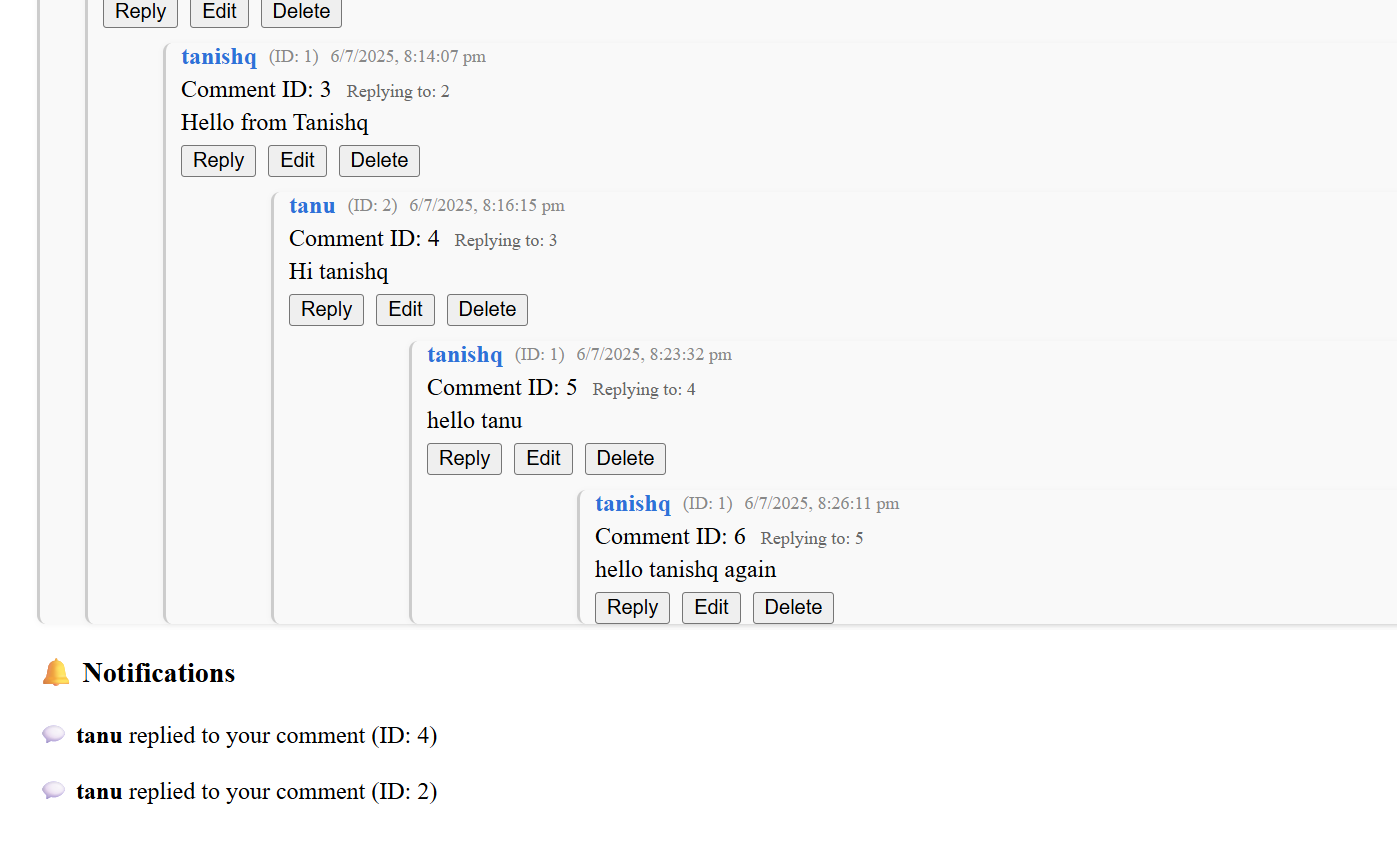 Reply Edit Delete
tanishq (ID: 1) 6/7/2025, 8:14:07 pm
Comment ID: 3 Replying to: 2
Hello from Tanishq
Reply Edit Delete
tanu (ID: 2) 6/7/2025, 8:16:15 pm
Comment ID: 4 Replying to: 3
Hi tanishq
Reply Edit Delete
tanishq (ID: 1) 6/7/2025, 8:23:32 pm
Comment ID: 5 Replying to: 4
hello tanu
Reply Edit Delete
tanishq (ID: 1) 6/7/2025, 8:26:11 pm
Comment ID: 6 Replying to: 5
hello tanishq again
Reply Edit Delete
Notifications
tanu replied to your comment (ID: 4)
tanu replied to your comment (ID: 2)